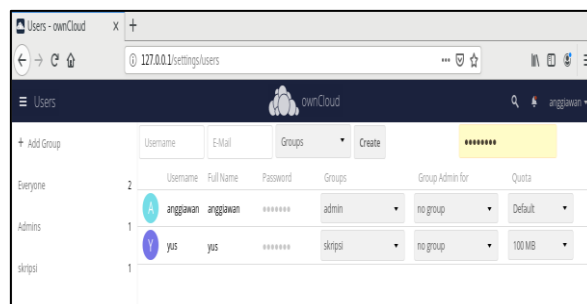 Users - ownCloud X +
127.0.0.1/settings/users
Users ownCloud anggiawan
+ Add Group Username E-Mail Groups Create ••••••••
Username Full Name Password Groups Group Admin for Quota
Everyone 2
A anggiawan anggiawan ●●●●●●● admin no group Default
Admins 1
Y yus yus ●●●●●●● skripsi no group 100 MB
skripsi 1